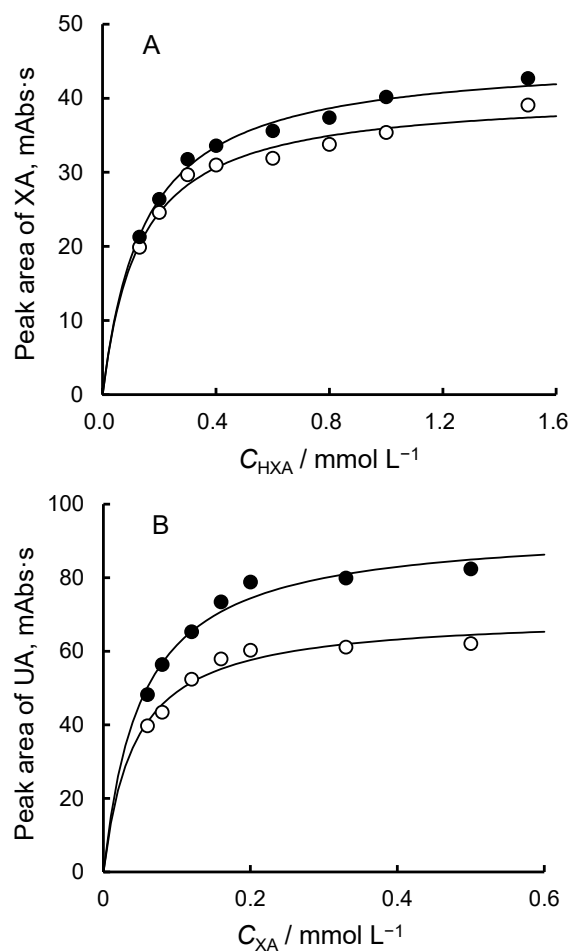 50
A
40
30
20
10
0
Peak area of XA, mAbs·s
0.0 0.4 0.8 1.2 1.6
C_HXA / mmol L⁻¹
100
B
80
60
40
20
0
Peak area of UA, mAbs·s
0 0.2 0.4 0.6
C_XA / mmol L⁻¹